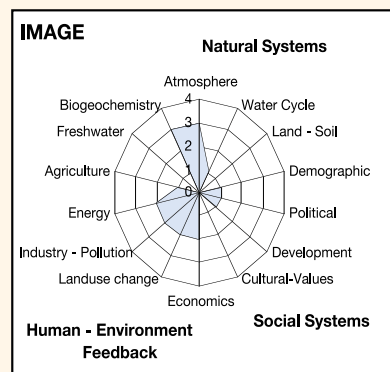 IMAGE
Natural Systems
Atmosphere
4
Biogeochemistry
Water Cycle
3
Freshwater
Land - Soil
2
1
Agriculture
Demographic
0
Energy
Political
Industry - Pollution
Development
Landuse change
Cultural-Values
Economics
Human - Environment
Social Systems
Feedback